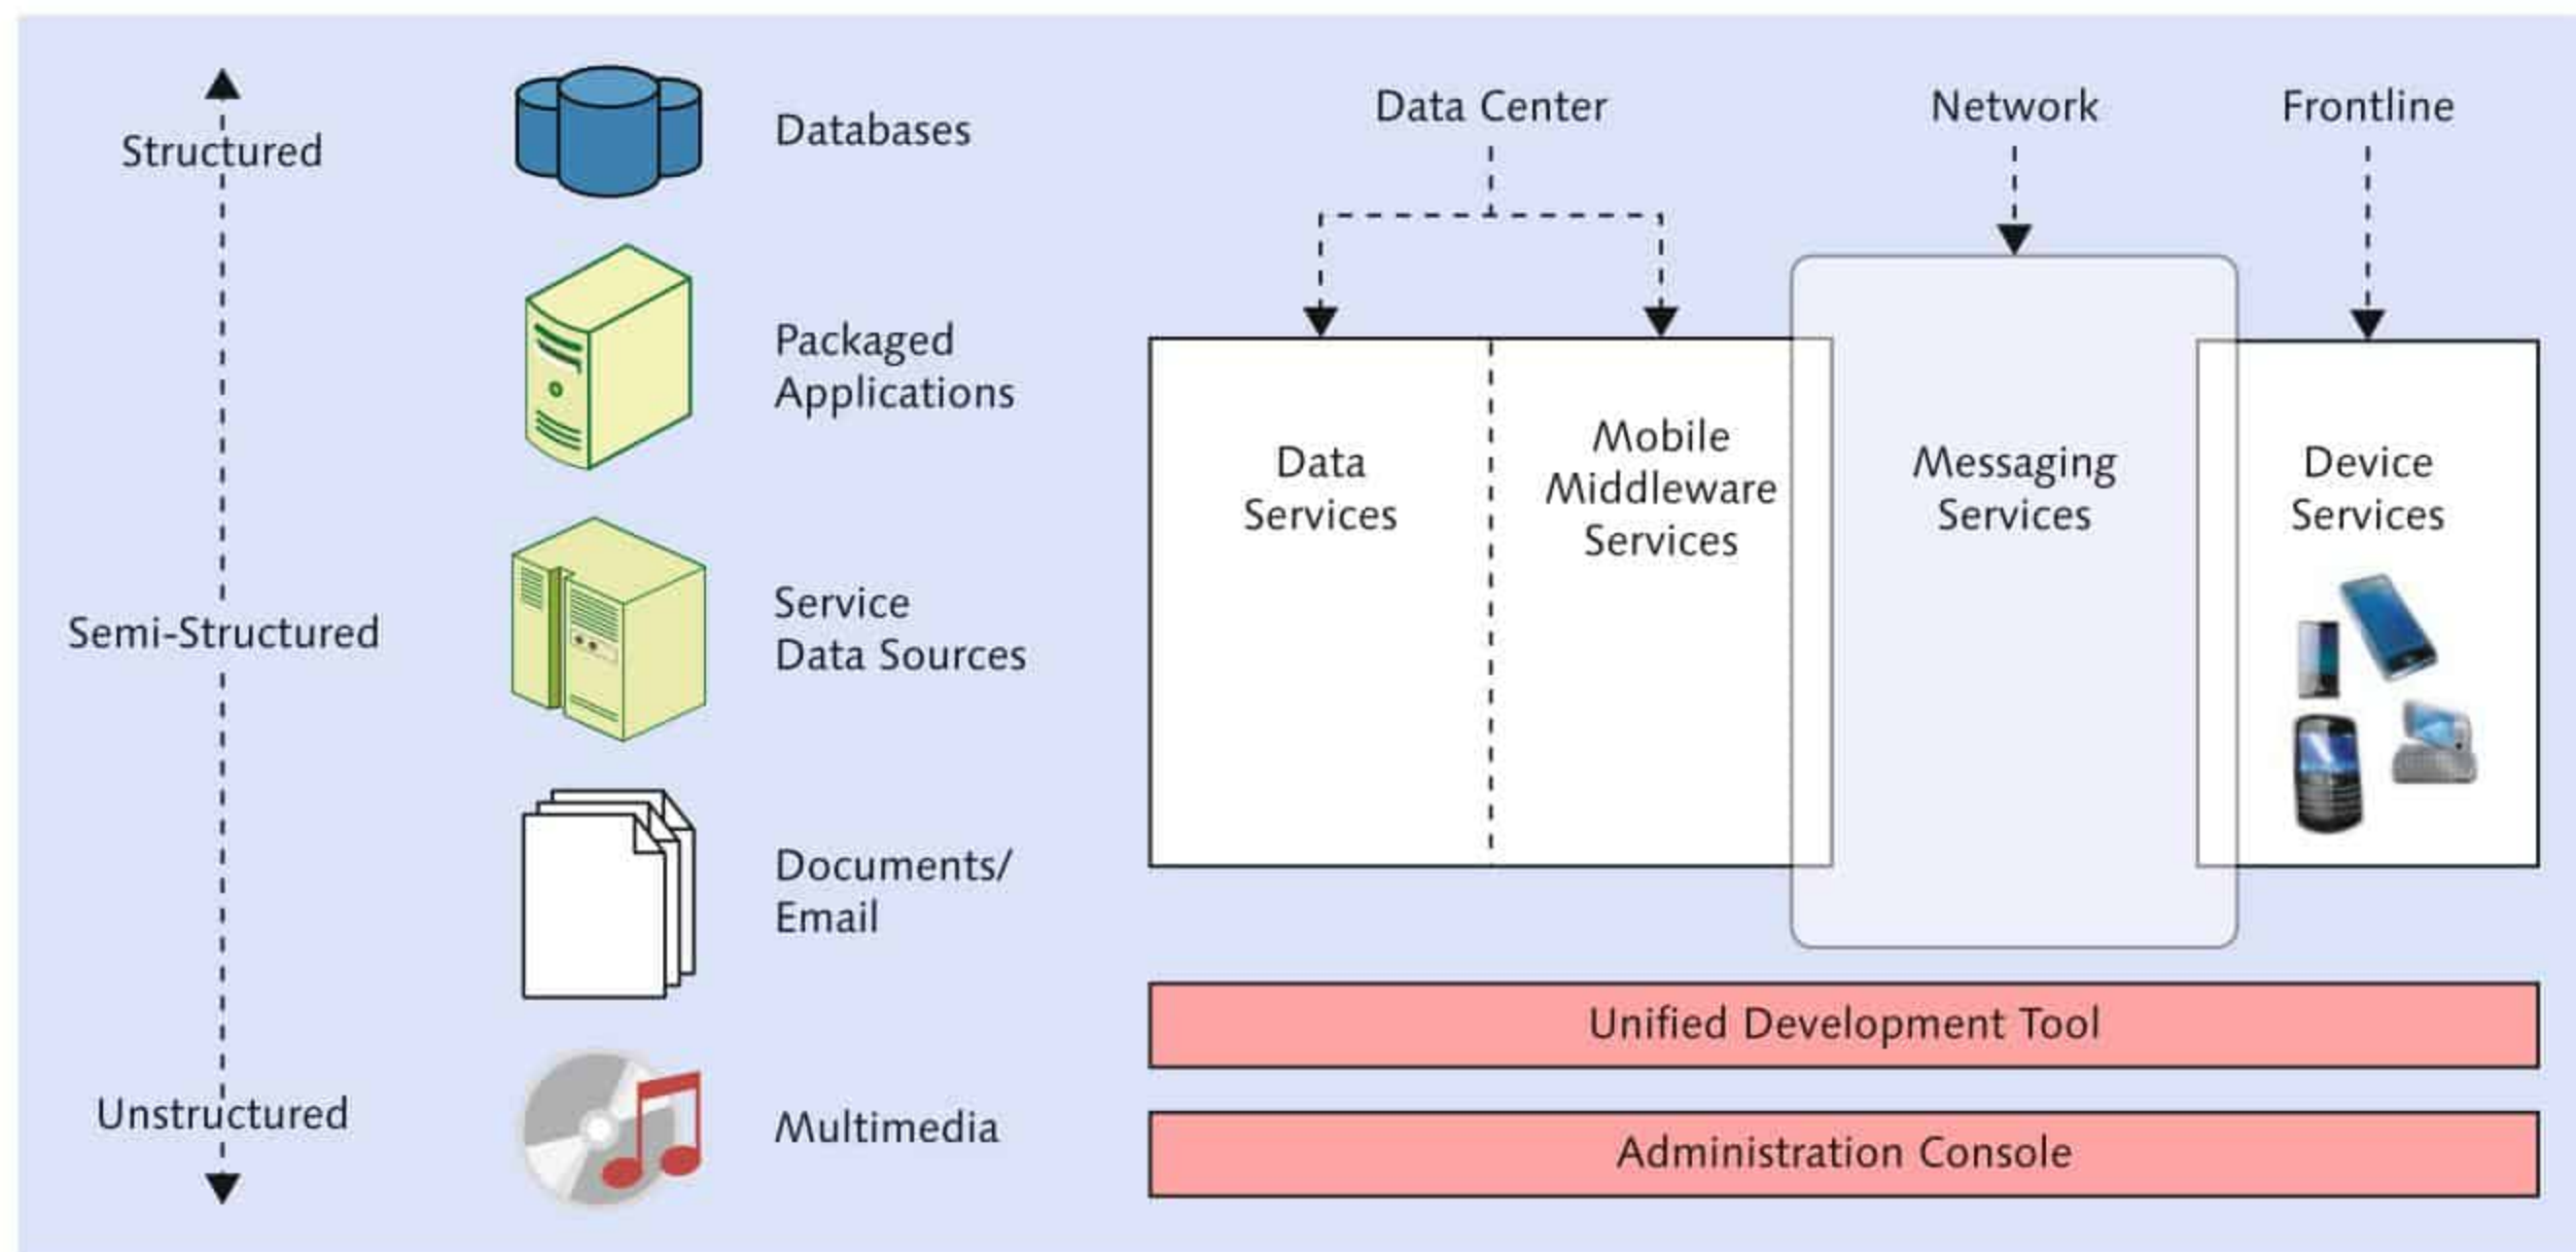 Structured
Semi-Structured
Unstructured
Databases
Packaged
Applications
Service
Data Sources
Documents/
Email
Multimedia
Data Center
Network
Frontline
Data
Services
Mobile
Middleware
Services
Messaging
Services
Device
Services
Unified Development Tool
Administration Console